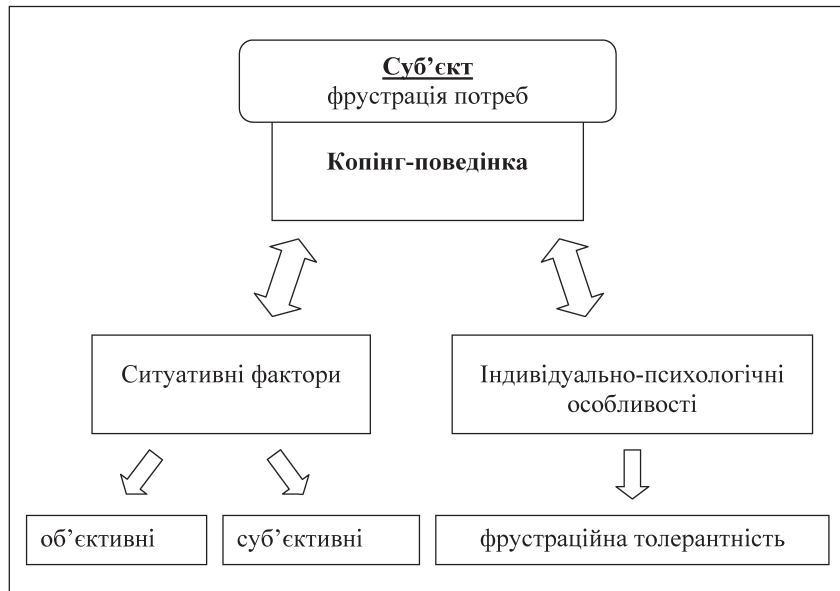 Суб’єкт
фрустрація потреб
Копінг-поведінка
Ситуативні фактори
Індивідуально-психологічні
особливості
об’єктивні
суб’єктивні
фрустраційна толерантність